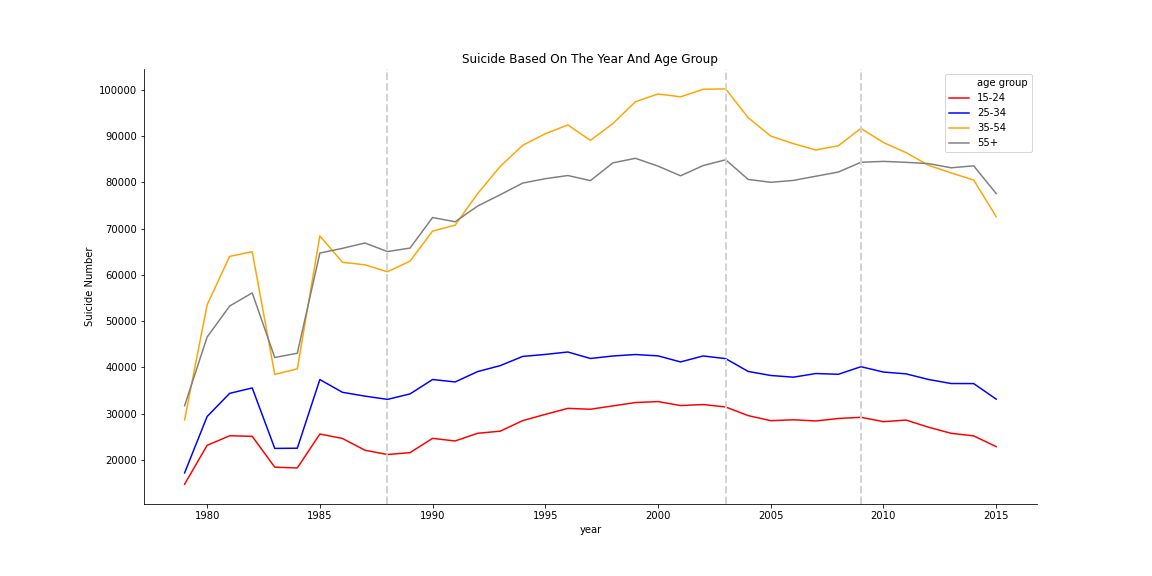 Suicide Based On The Year And Age Group
age group
15-24
25-34
35-54
55+
Suicide Number
100000
90000
80000
70000
60000
50000
40000
30000
20000
1980 1985 1990 1995 2000 2005 2010 2015
year